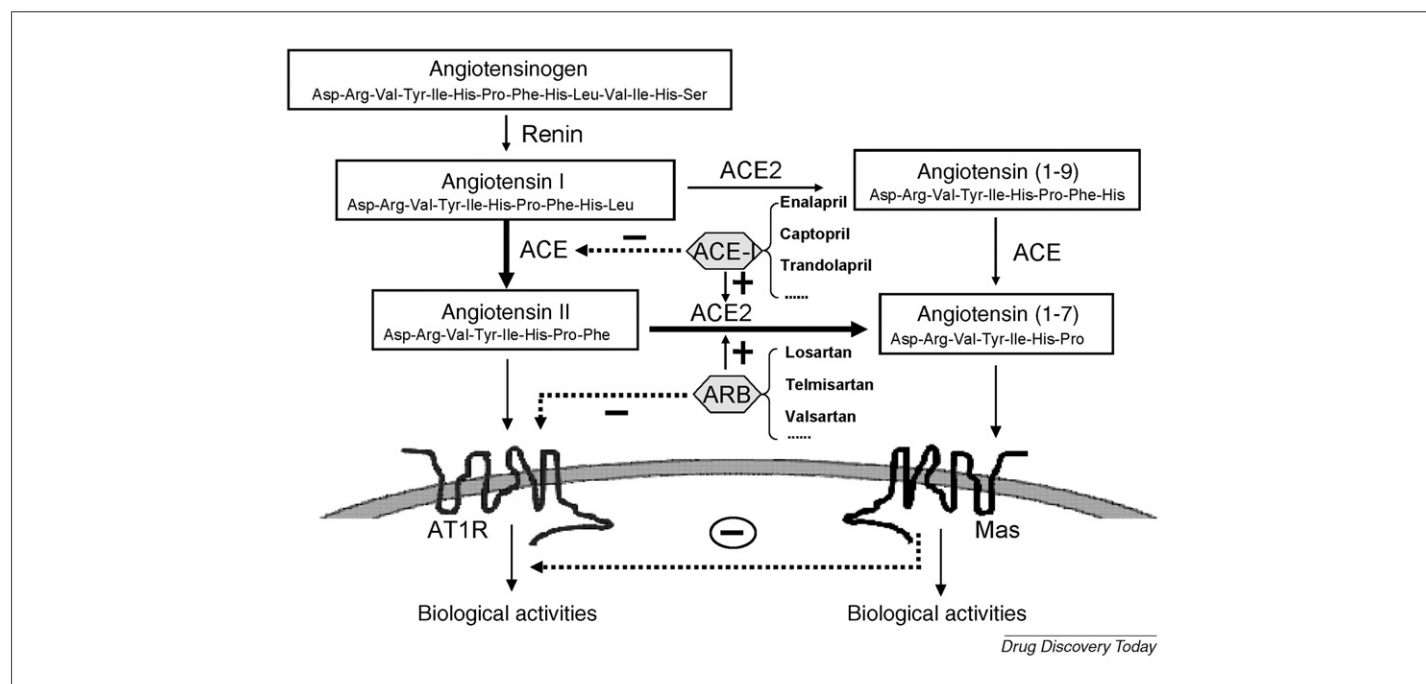 Angiotensinogen
Asp-Arg-Val-Tyr-Ile-His-Pro-Phe-His-Leu-Val-Ile-His-Ser
Renin
Angiotensin I
Asp-Arg-Val-Tyr-Ile-His-Pro-Phe-His-Leu
ACE2
Angiotensin (1-9)
Asp-Arg-Val-Tyr-Ile-His-Pro-Phe-His
Enalapril
Captopril
Trandolapril
......
ACE
−
ACE-I
+
ACE
Angiotensin II
Asp-Arg-Val-Tyr-Ile-His-Pro-Phe
ACE2
Angiotensin (1-7)
Asp-Arg-Val-Tyr-Ile-His-Pro
+
Losartan
Telmisartan
Valsartan
......
ARB
−
AT1R
−
Mas
Biological activities
Biological activities
Drug Discovery Today